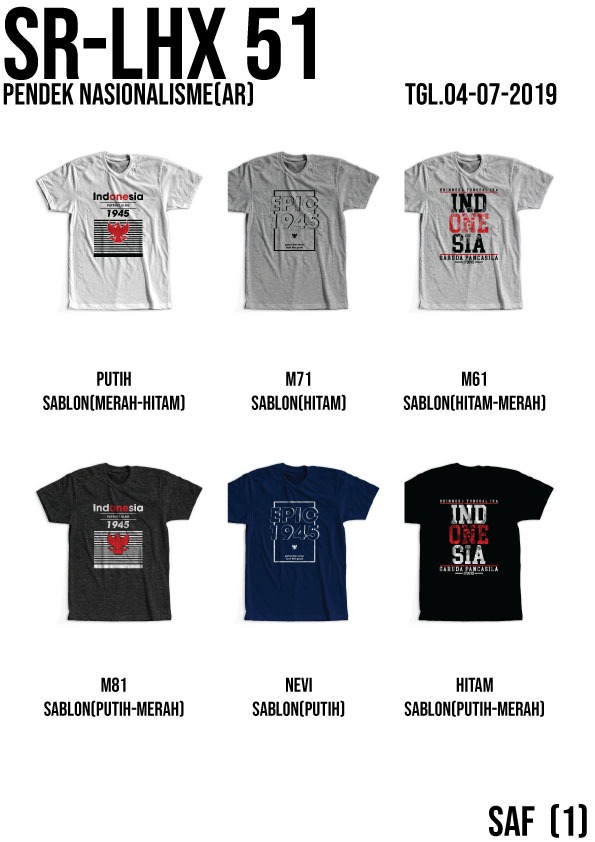 SR-LHX 51
PENDEK NASIONALISME(AR)
TGL.04-07-2019
Indonesia
1945
EPIC
1945
BHINNEKA TUNGGAL IKA
IND
ONE
SIA
GARUDA PANCASILA
PUTIH
SABLON(MERAH-HITAM)
M71
SABLON(HITAM)
M61
SABLON(HITAM-MERAH)
Indonesia
1945
EPIC
1945
BHINNEKA TUNGGAL IKA
IND
ONE
SIA
GARUDA PANCASILA
M81
SABLON(PUTIH-MERAH)
NEVI
SABLON(PUTIH)
HITAM
SABLON(PUTIH-MERAH)
SAF (1)